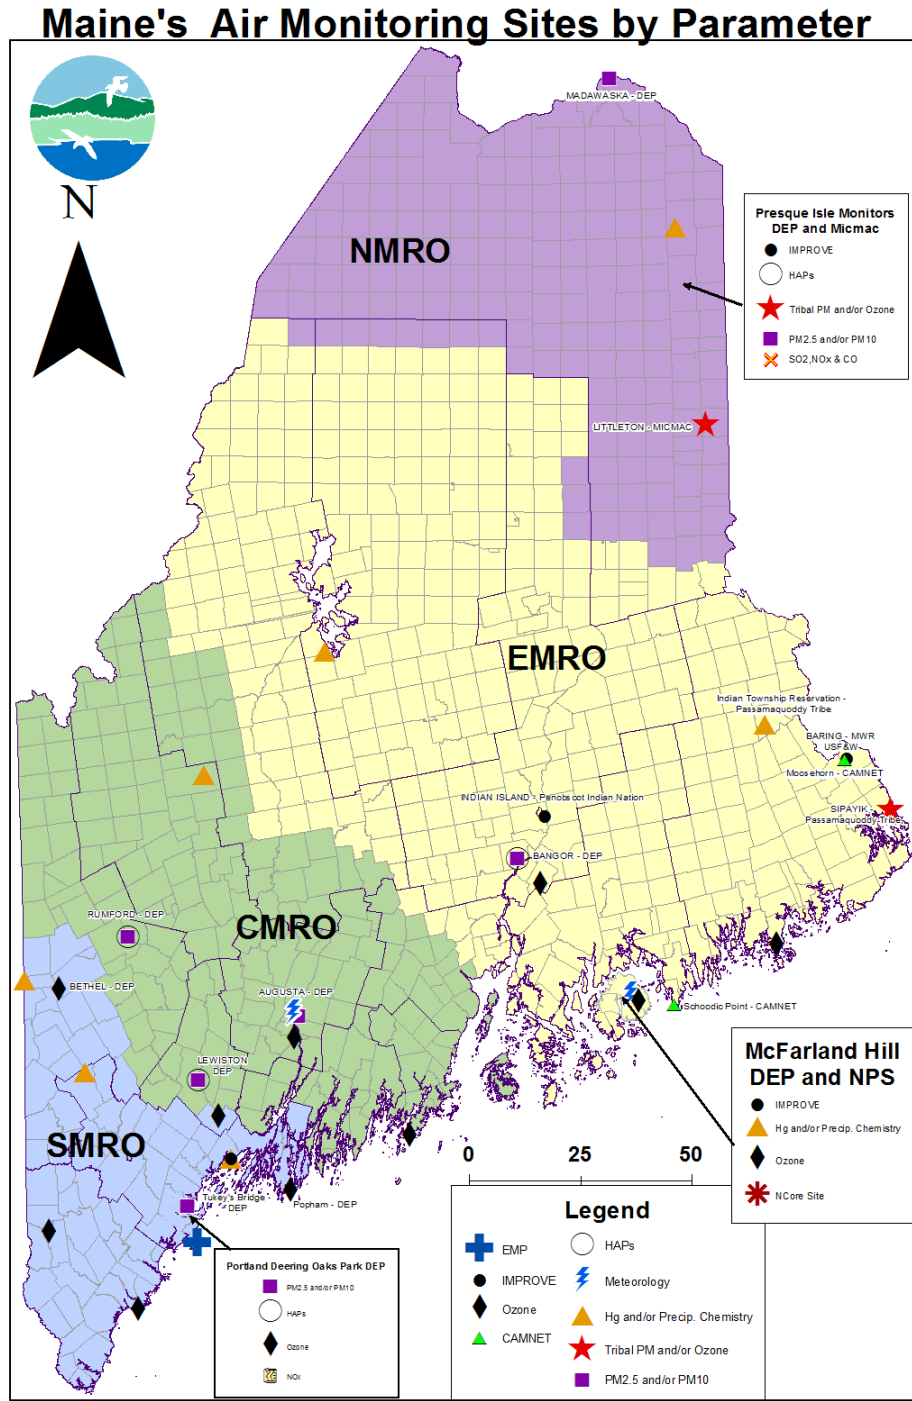 Maine's Air Monitoring Sites by Parameter
N
MADAWASKA - DEP
NMRO
Presque Isle Monitors
DEP and Micmac
IMPROVE
HAPs
Tribal PM and/or Ozone
PM2.5 and/or PM10
SO2,NOx & CO
LITTLETON - MICMAC
EMRO
Indian Township Reservation -
Passamaquoddy Tribe
BARING - MWR
USF&W
Moosehorn - CAMNET
INDIAN ISLAND - Penobscot Indian Nation
SIPAYIK -
Passamaquoddy Tribe
BANGOR - DEP
RUMFORD - DEP
CMRO
BETHEL - DEP
AUGUSTA - DEP
Schoodic Point - CAMNET
LEWISTON
DEP
McFarland Hill
DEP and NPS
IMPROVE
Hg and/or Precip. Chemistry
Ozone
NCore Site
SMRO
0 25 50
Tukey's Bridge -
DEP
Popham - DEP
Portland Deering Oaks Park DEP
PM2.5 and/or PM10
HAPs
Ozone
NOx
Legend
EMP
IMPROVE
Ozone
CAMNET
HAPs
Meteorology
Hg and/or Precip. Chemistry
Tribal PM and/or Ozone
PM2.5 and/or PM10